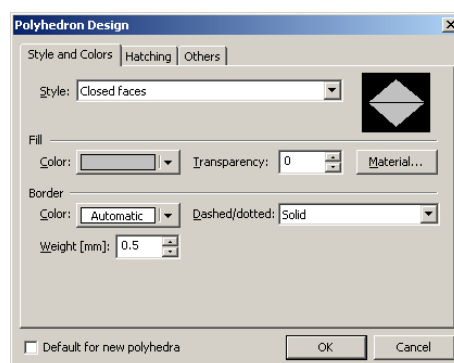 Polyhedron Design
Style and Colors Hatching Others
Style: Closed faces
Fill
Color: Transparency: 0 Material...
Border
Color: Automatic Dashed/dotted: Solid
Weight [mm]: 0.5
Default for new polyhedra OK Cancel